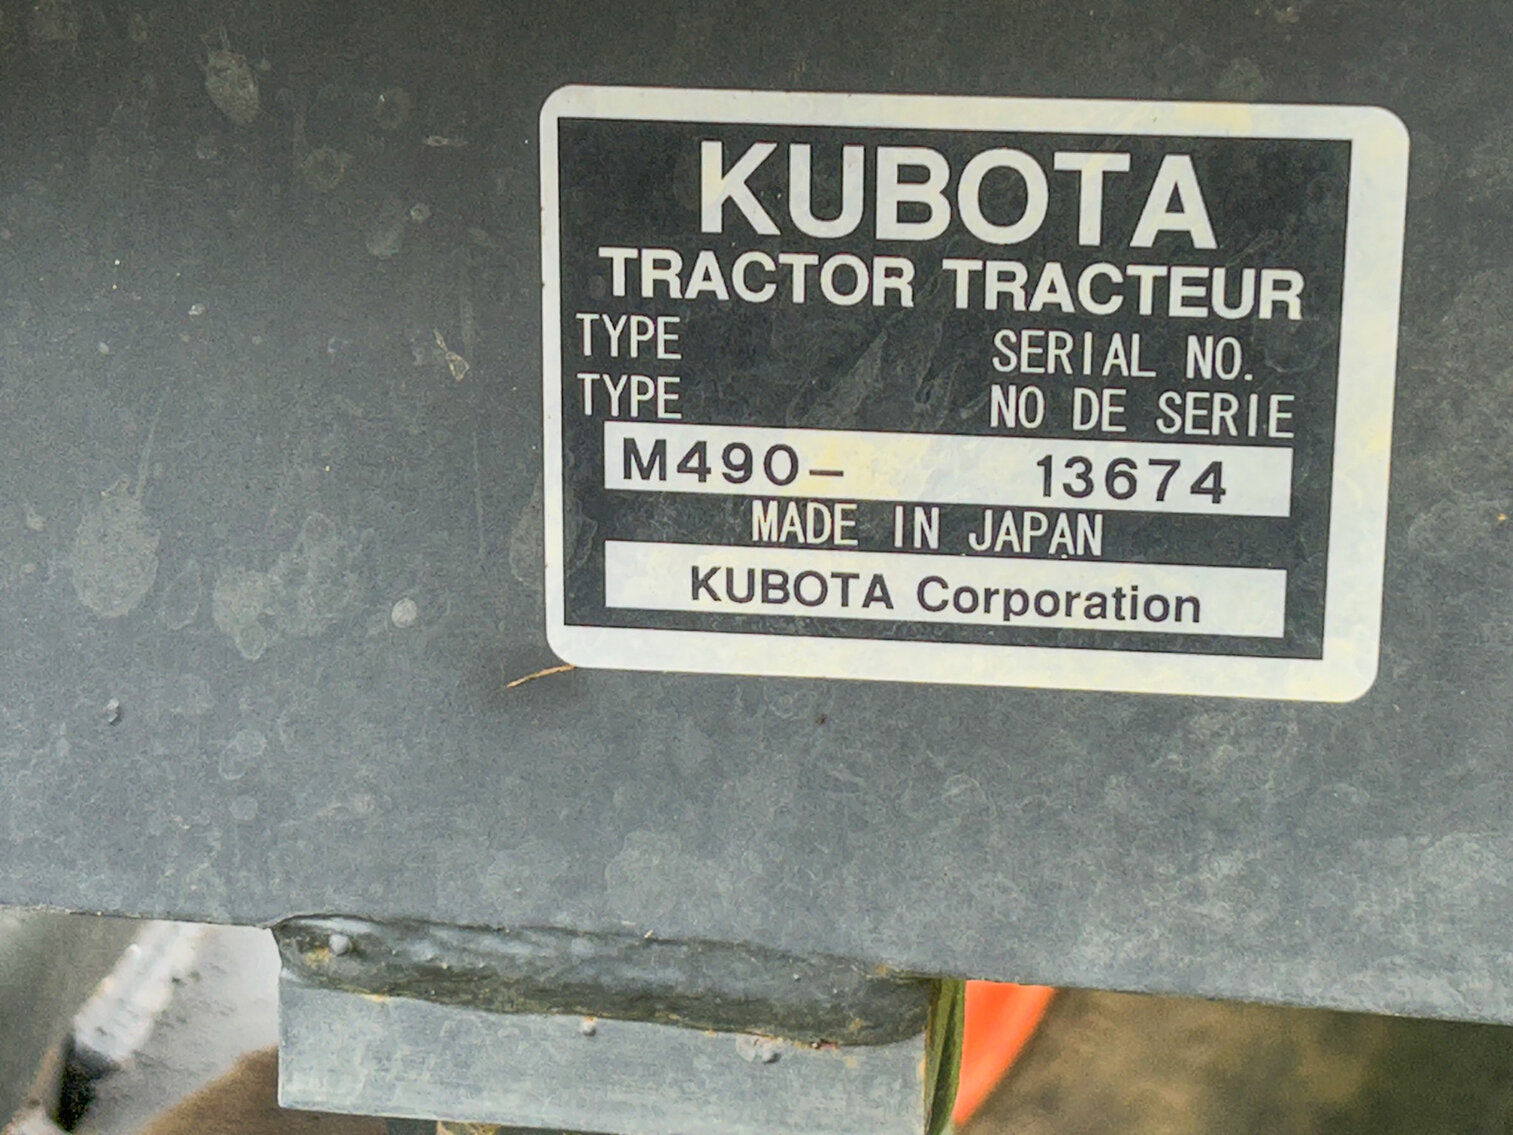 KUBOTA
TRACTOR TRACTEUR
TYPE SERIAL NO.
TYPE NO DE SERIE
M490- 13674
MADE IN JAPAN
KUBOTA Corporation